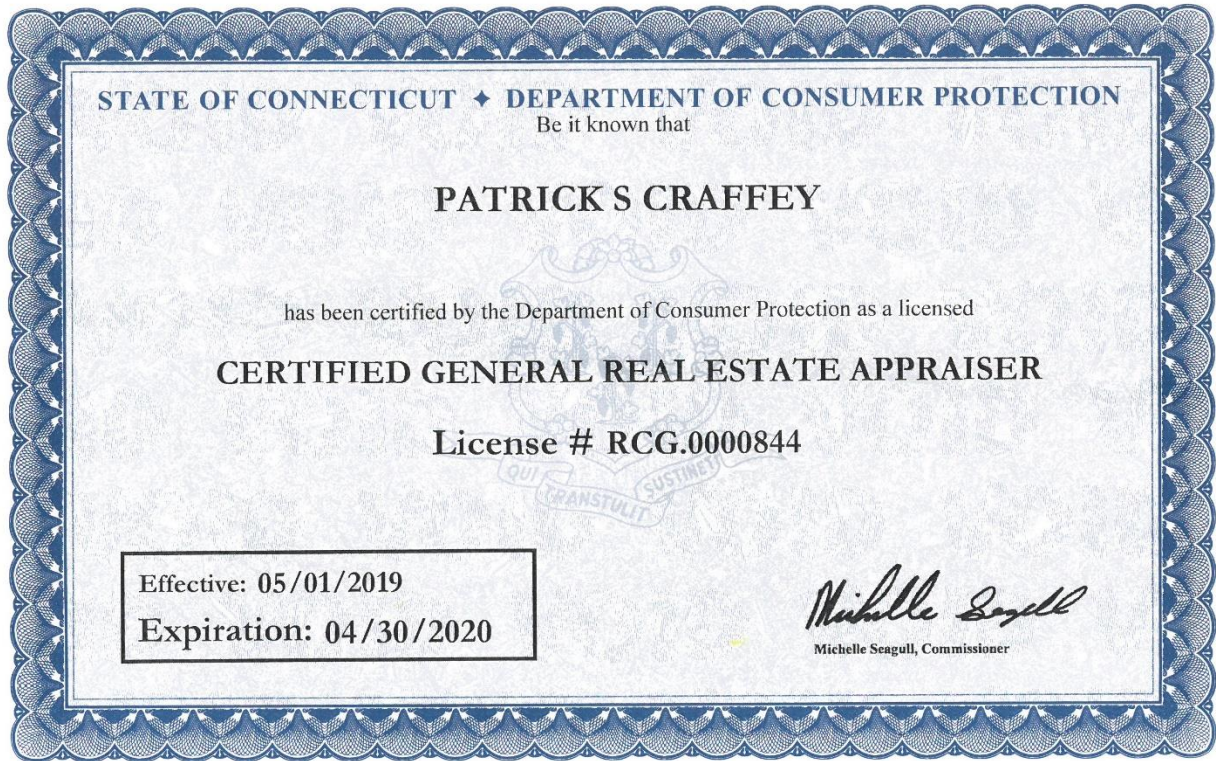 STATE OF CONNECTICUT ✦ DEPARTMENT OF CONSUMER PROTECTION
Be it known that
PATRICK S CRAFFEY
has been certified by the Department of Consumer Protection as a licensed
CERTIFIED GENERAL REAL ESTATE APPRAISER
License # RCG.0000844
QUI TRANSTULIT SUSTINET
Effective: 05/01/2019
Expiration: 04/30/2020
Michelle Seagull
Michelle Seagull, Commissioner